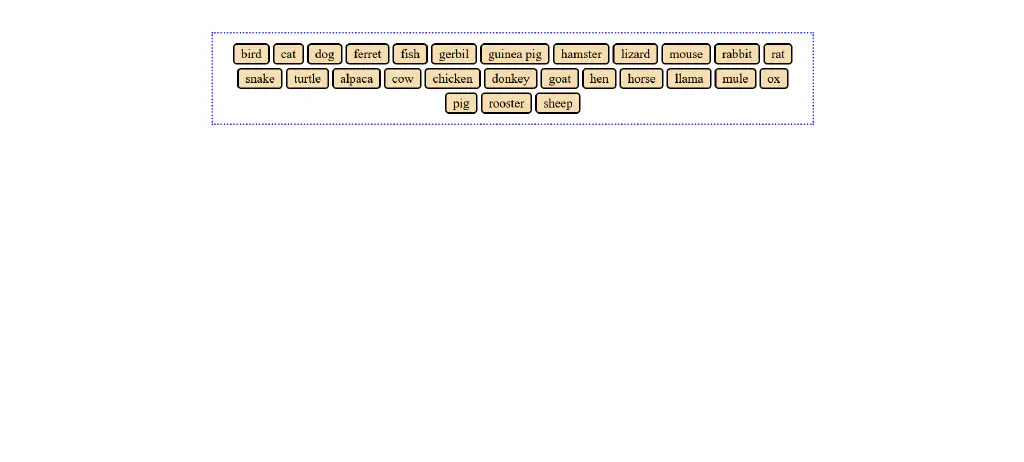 bird cat dog ferret fish gerbil guinea pig hamster lizard mouse rabbit rat
snake turtle alpaca cow chicken donkey goat hen horse llama mule ox
pig rooster sheep